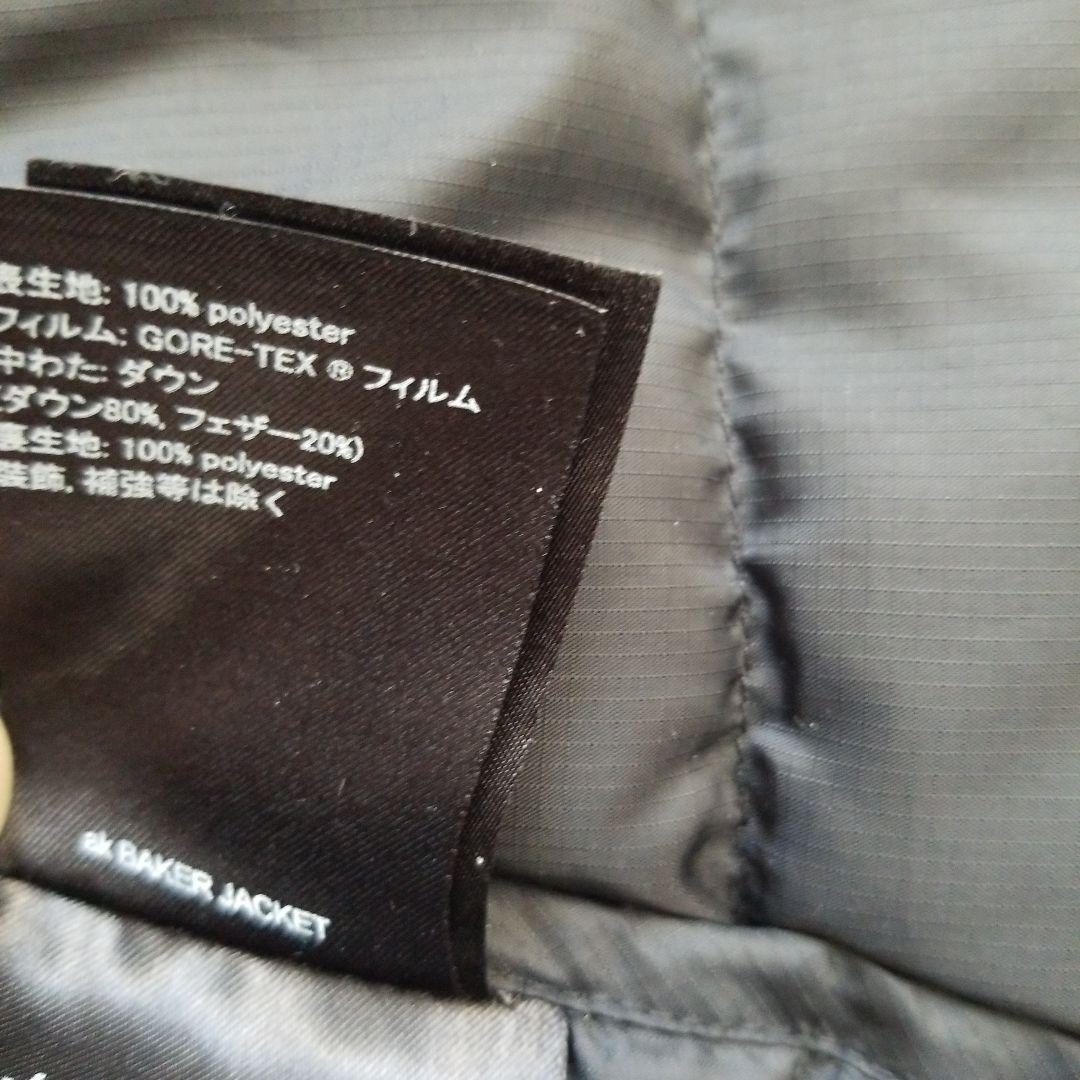 表生地: 100% polyester
フィルム: GORE-TEX ® フィルム
中わた: ダウン
(ダウン80%, フェザー20%)
裏生地: 100% polyester
装飾, 補強等は除く
ak BAKER JACKET